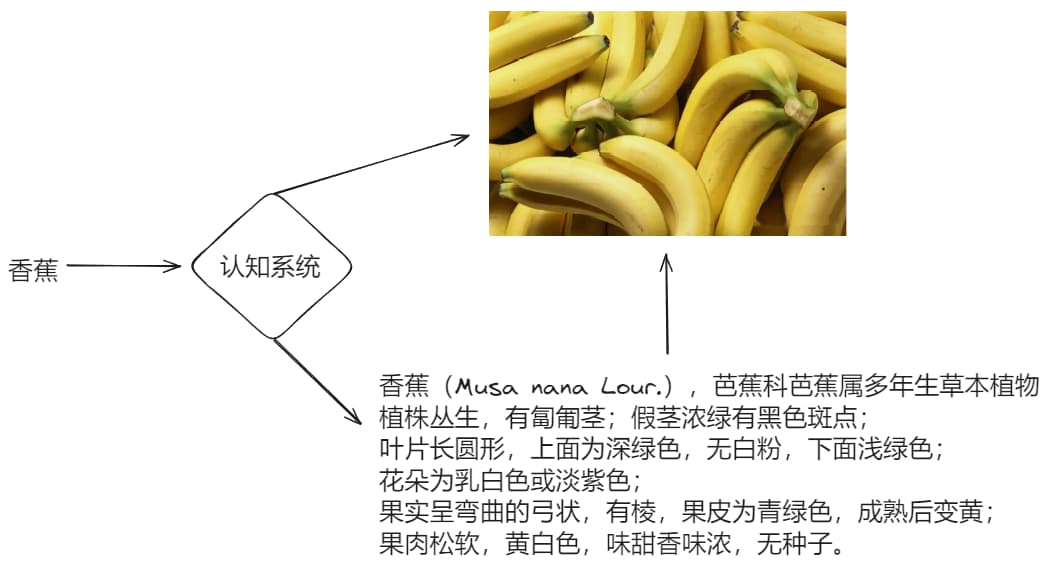 香蕉
认知系统
香蕉（Musa nana Lour.），芭蕉科芭蕉属多年生草本植物
植株丛生，有匐匍茎；假茎浓绿有黑色斑点；
叶片长圆形，上面为深绿色，无白粉，下面浅绿色；
花朵为乳白色或淡紫色；
果实呈弯曲的弓状，有棱，果皮为青绿色，成熟后变黄；
果肉松软，黄白色，味甜香味浓，无种子。